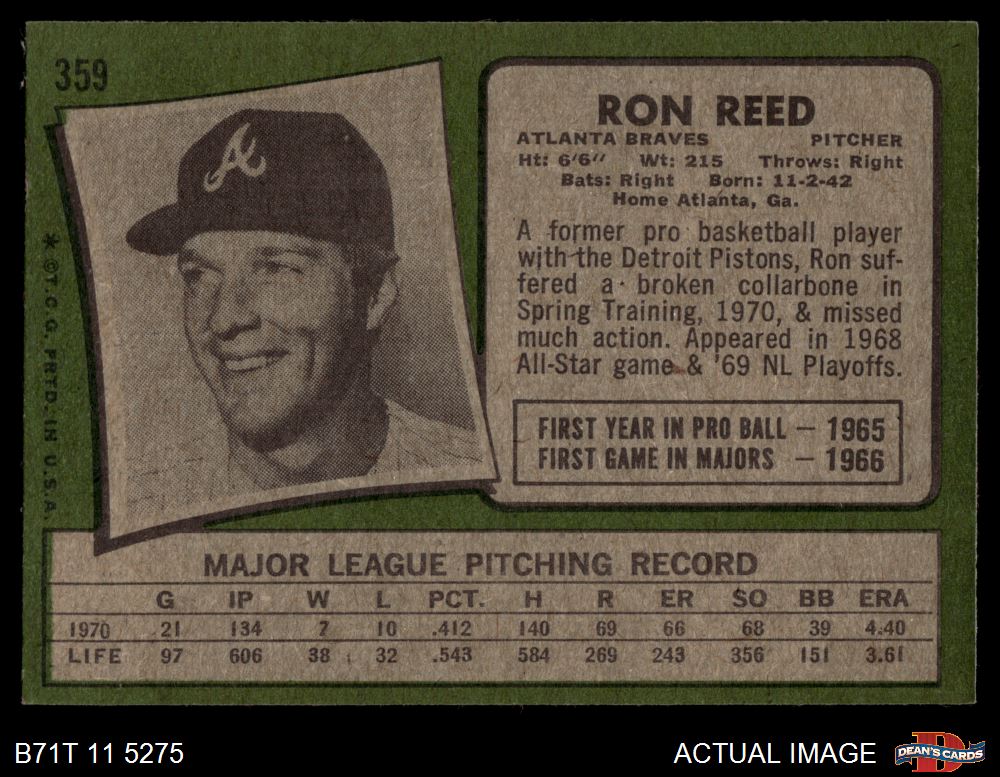 359
* ©T.C.G. PRTD. IN U.S.A.
A
RON REED
ATLANTA BRAVES PITCHER
Ht: 6'6" Wt: 215 Throws: Right
Bats: Right Born: 11-2-42
Home Atlanta, Ga.
A former pro basketball player
with the Detroit Pistons, Ron suf-
fered a broken collarbone in
Spring Training, 1970, & missed
much action. Appeared in 1968
All-Star game & '69 NL Playoffs.
FIRST YEAR IN PRO BALL — 1965
FIRST GAME IN MAJORS — 1966
MAJOR LEAGUE PITCHING RECORD
G IP W L PCT. H R ER SO BB ERA
1970 21 134 7 10 .412 140 69 66 68 39 4.40
LIFE 97 606 38 32 .543 584 269 243 356 151 3.61
B71T 11 5275
ACTUAL IMAGE
D
DEAN'S CARDS